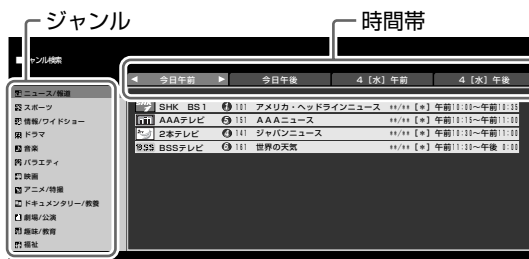 ジャンル
時間帯
ャンル検索
今日午前
今日午後
4［水］午前
4［水］午後
ニュース/報道
スポーツ
情報/ワイドショー
ドラマ
音楽
バラエティ
映画
アニメ/特撮
ドキュメンタリー/教養
劇場/公演
趣味/教育
福祉
SHK BS1 101 アメリカ・ヘッドラインニュース **/** [*] 午前10:00～午前10:35
AAAテレビ 151 AAAニュース **/** [*] 午前10:15～午前11:00
2本テレビ 141 ジャパンニュース **/** [*] 午前10:30～午前11:00
BSS BSSテレビ 161 世界の天気 **/** [*] 午前11:30～午後 0:00